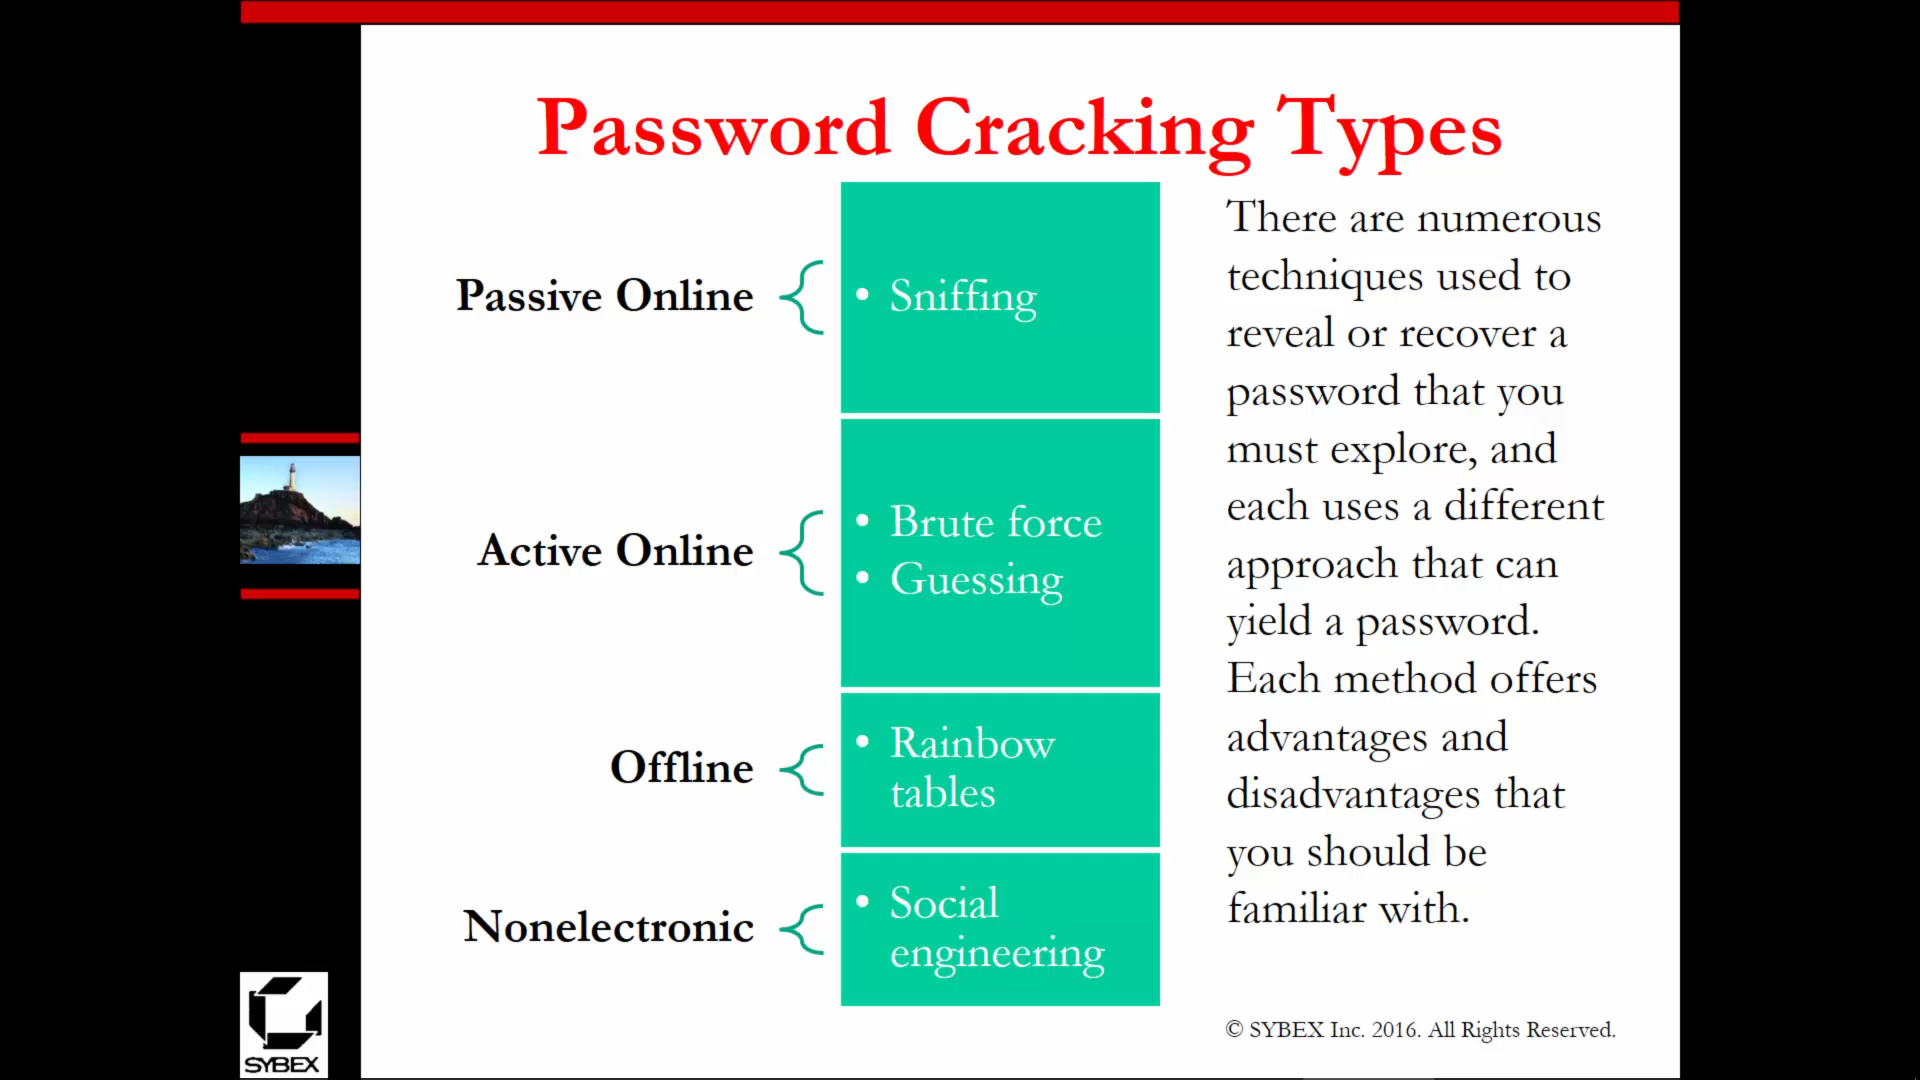 Password Cracking Types
Passive Online
• Sniffing
Active Online
• Brute force
• Guessing
Offline
• Rainbow
tables
Nonelectronic
• Social
engineering
There are numerous
techniques used to
reveal or recover a
password that you
must explore, and
each uses a different
approach that can
yield a password.
Each method offers
advantages and
disadvantages that
you should be
familiar with.
© SYBEX Inc. 2016. All Rights Reserved.
SYBEX